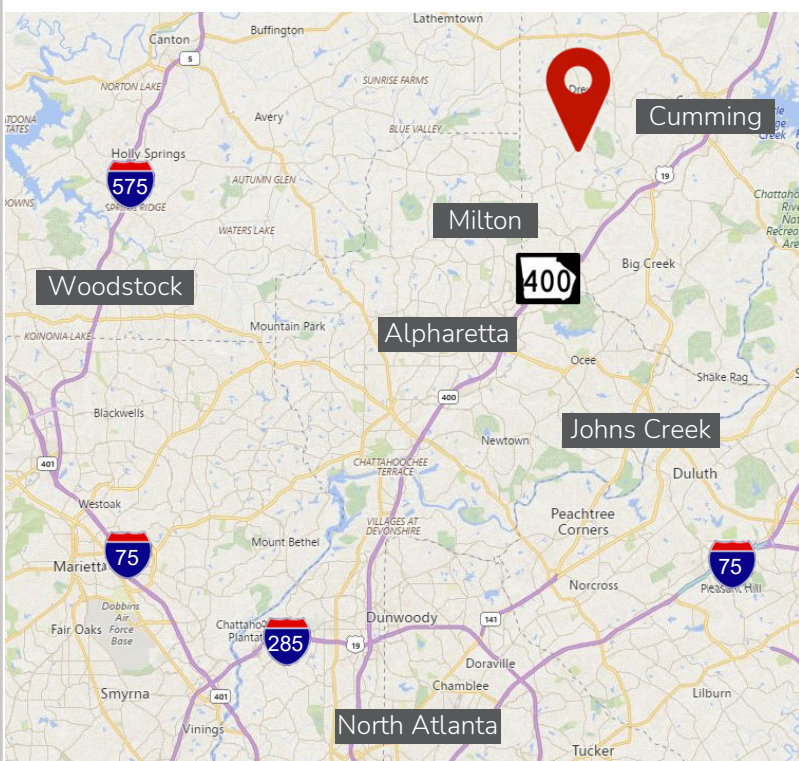 Lathemtown
Buffington
Canton
5
NORTON LAKE
SUNRISE FARMS
Cumming
Avery
BLUE VALLEY
Holly Springs
19
575
AUTUMN GLEN
Milton
WATERS LAKE
Big Creek
Woodstock
400
Mountain Park
Alpharetta
KOINONIA LAKE
Ocee
Shake Rag
400
Blackwells
Johns Creek
Newtown
401
CHATTAHOOCHEE
TERRACE
Duluth
Westoak
Peachtree
Corners
VILLAGES AT
DEVONSHIRE
Mount Bethel
75
75
Marietta
Norcross
Pleasant Hill
Dobbins
Air
Force
Base
Fair Oaks
Dunwoody
141
285
19
Doraville
Chamblee
Smyrna
401
Lilburn
North Atlanta
Vinings
Tucker